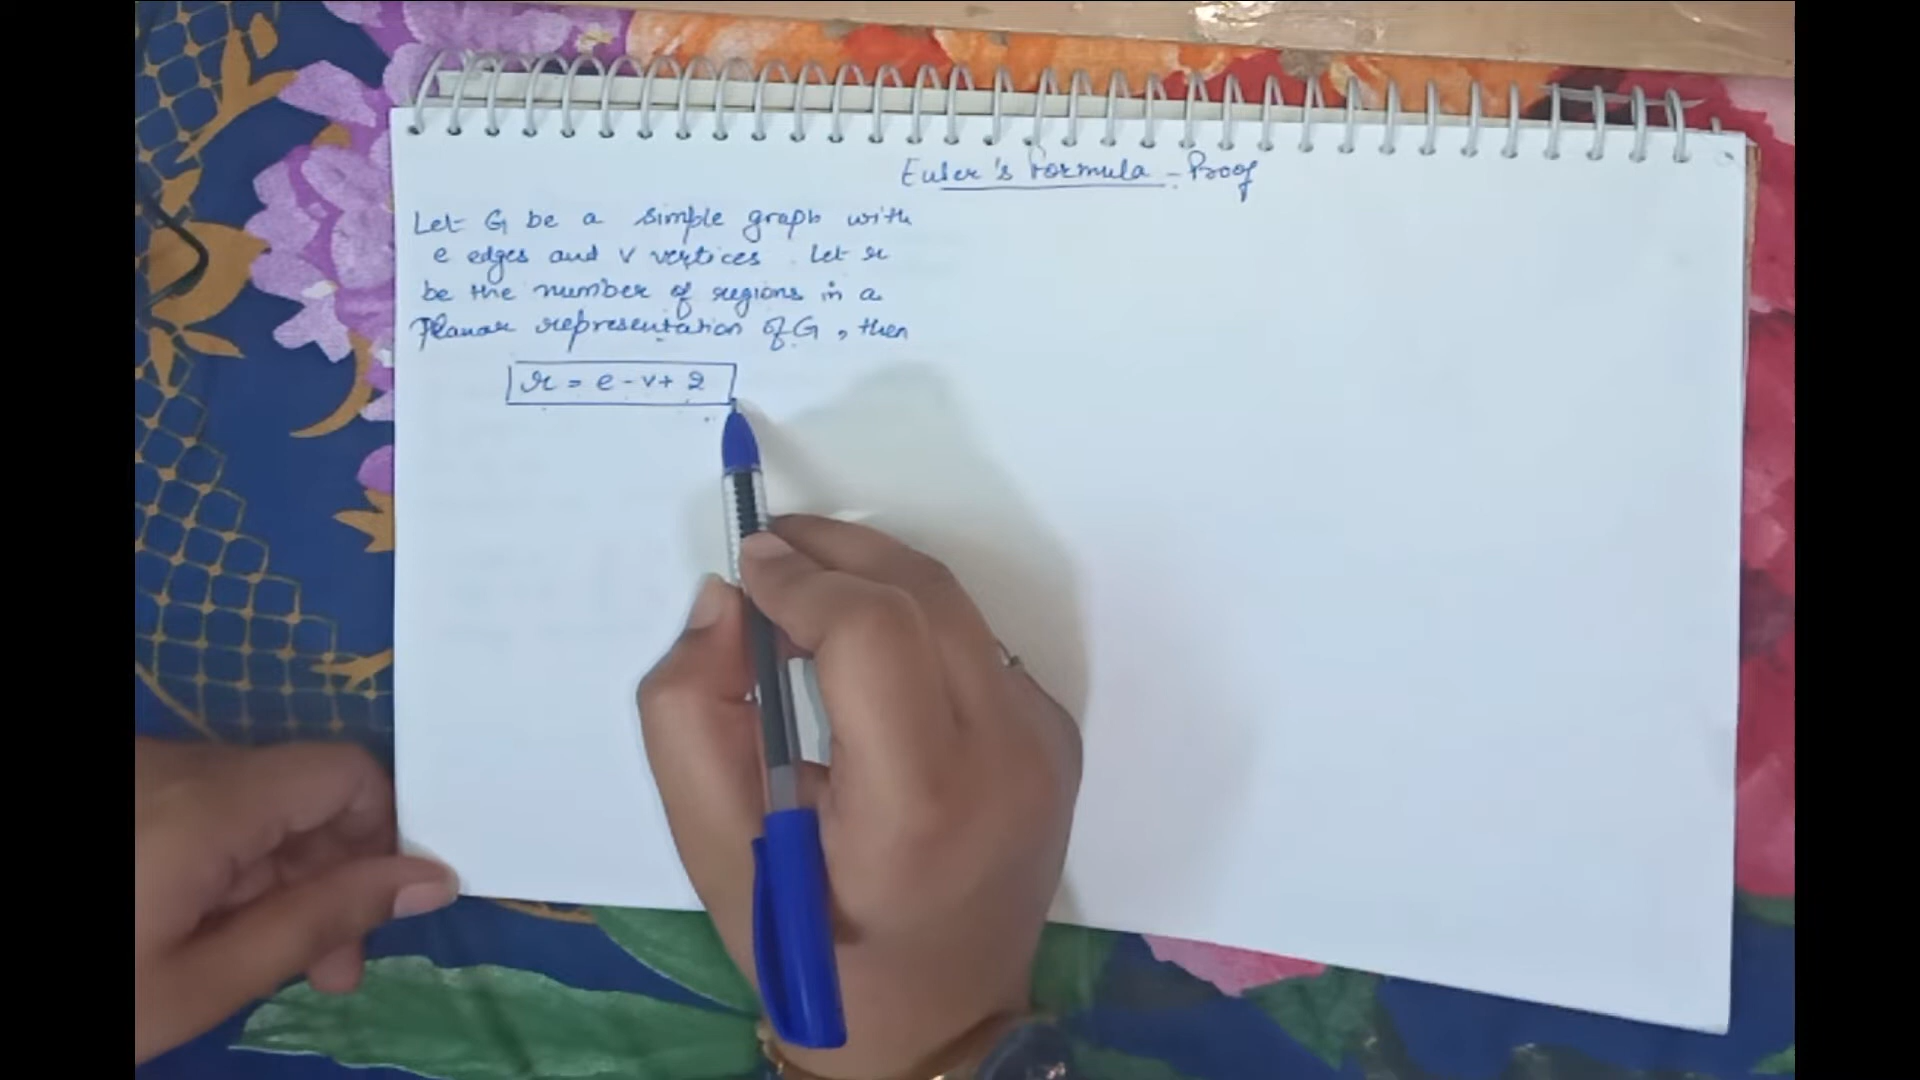 Euler's Formula - Proof
Let G be a simple graph with
e edges and v vertices. Let r
be the number of regions in a
Planar representation of G, then
r = e - v + 2